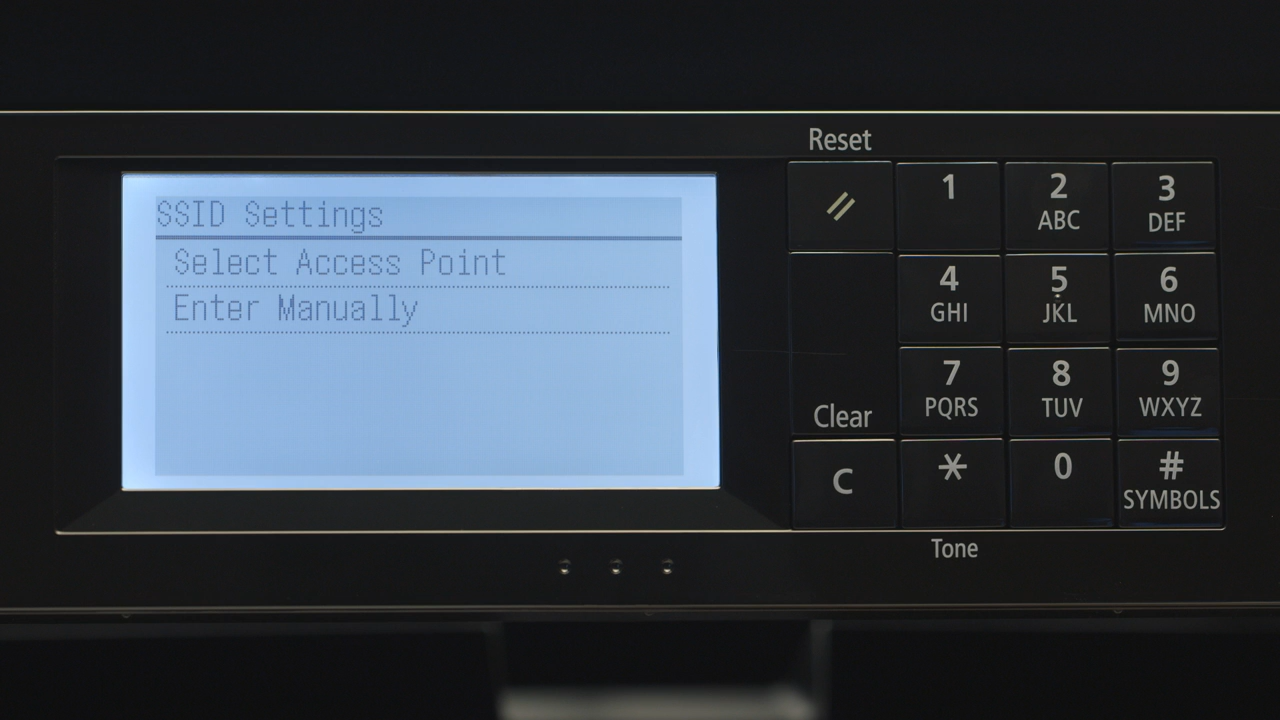 Reset
SSID Settings
Select Access Point
Enter Manually
1
2
ABC
3
DEF
4
GHI
5
JKL
6
MNO
7
PQRS
8
TUV
9
WXYZ
Clear
C
*
0
#
SYMBOLS
Tone